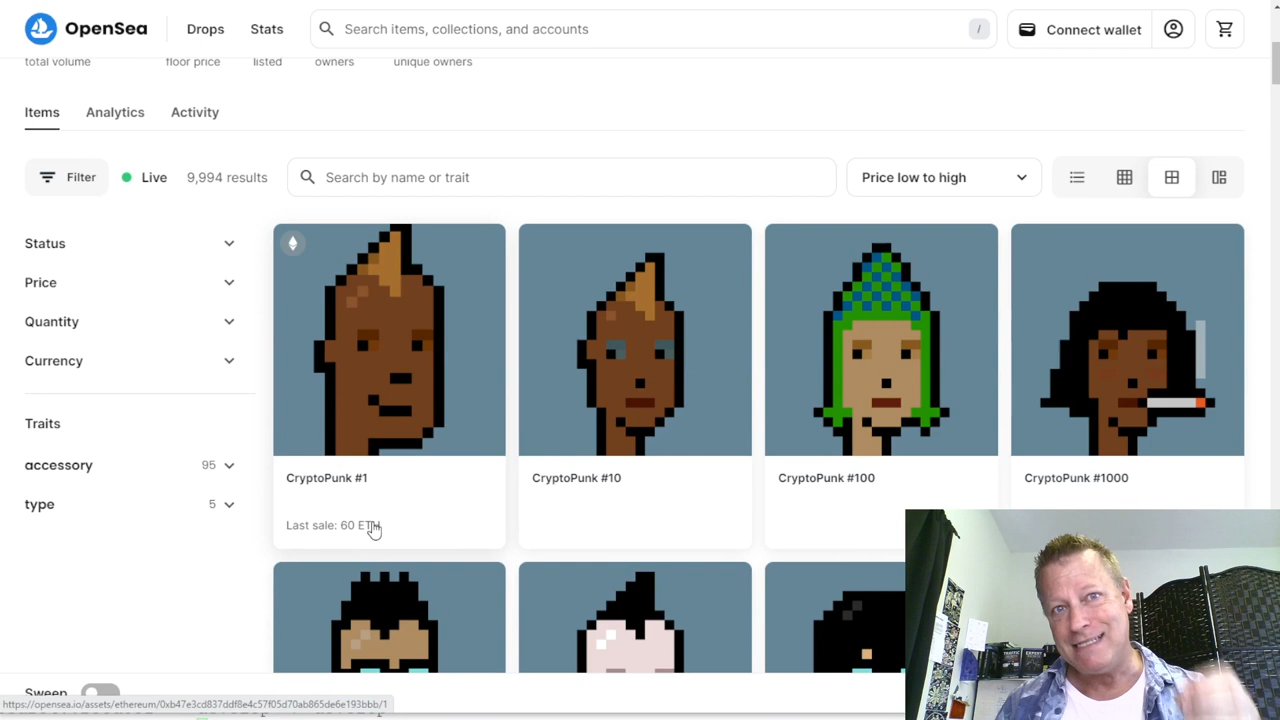 OpenSea
Drops
Stats
Search items, collections, and accounts
/
Connect wallet
total volume
floor price
listed
owners
unique owners
Items
Analytics
Activity
Filter
Live
9,994 results
Search by name or trait
Price low to high
Status
Price
Quantity
Currency
Traits
accessory
95
type
5
CryptoPunk #1
Last sale: 60 ETH
CryptoPunk #10
CryptoPunk #100
CryptoPunk #1000
Sweep
https://opensea.io/assets/ethereum/0xb47e3cd837ddf8e4c57f05d70ab865de6e193bbb/1